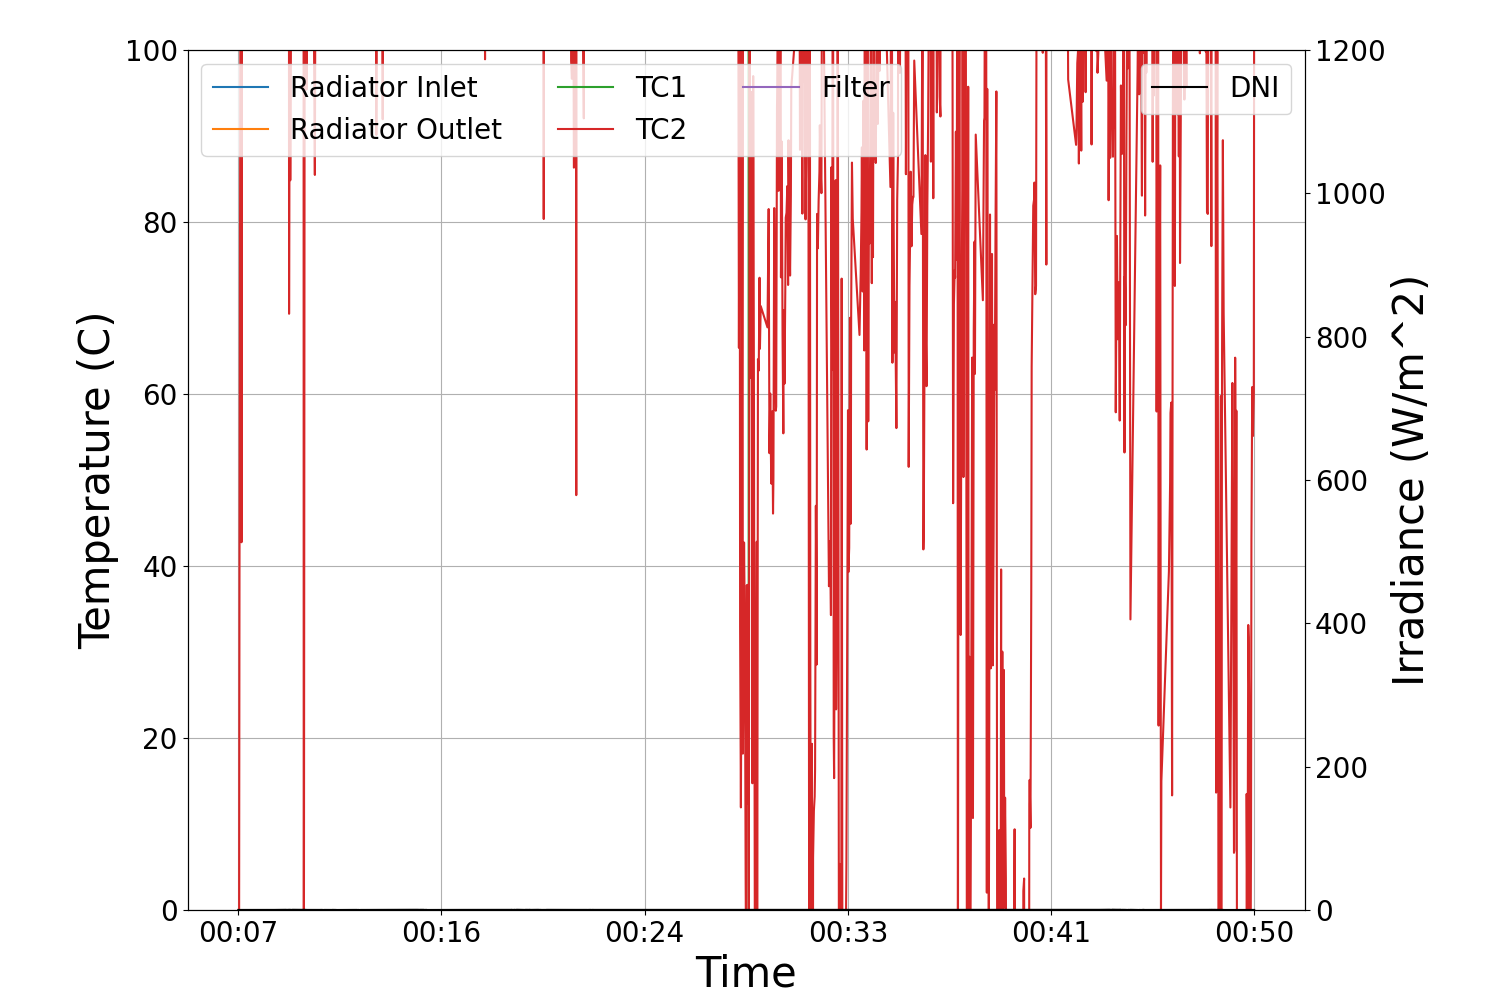 100
80
60
40
20
0
Temperature (C)
Radiator Inlet
Radiator Outlet
TC1
TC2
Filter
DNI
1200
1000
800
600
400
200
0
Irradiance (W/m^2)
00:07 00:16 00:24 00:33 00:41 00:50
Time